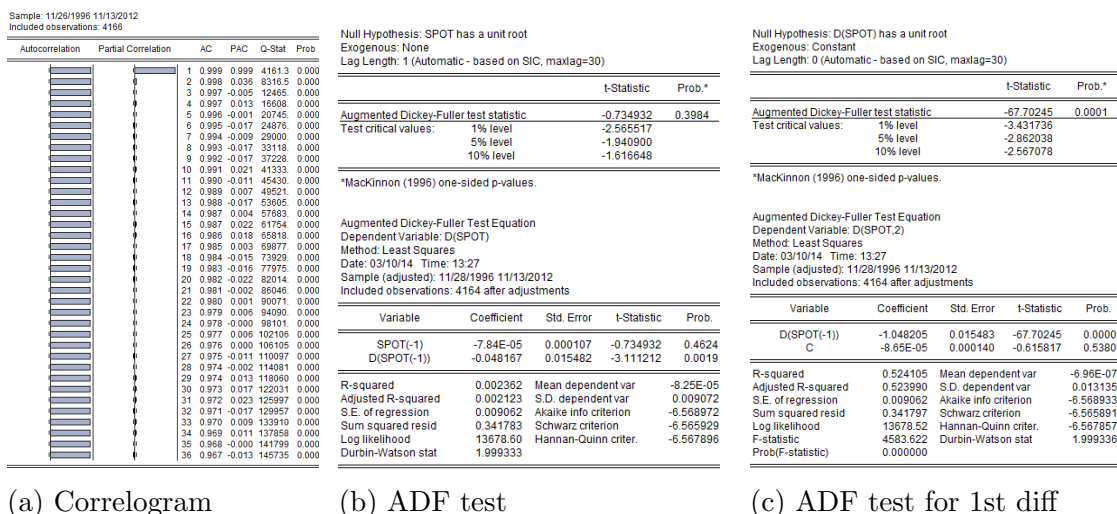 Sample: 11/26/1996 11/13/2012
Included observations: 4166
Autocorrelation Partial Correlation AC PAC Q-Stat Prob
1 0.999 0.999 4161.3 0.000
2 0.998 0.036 8316.5 0.000
3 0.997 -0.005 12465. 0.000
4 0.997 0.013 16608. 0.000
5 0.996 -0.001 20745. 0.000
6 0.995 -0.017 24876. 0.000
7 0.994 -0.009 29000. 0.000
8 0.993 -0.017 33118. 0.000
9 0.992 -0.017 37228. 0.000
10 0.991 0.021 41333. 0.000
11 0.990 -0.011 45430. 0.000
12 0.989 0.007 49521. 0.000
13 0.988 -0.017 53605. 0.000
14 0.987 0.004 57683. 0.000
15 0.987 0.022 61754. 0.000
16 0.986 0.018 65818. 0.000
17 0.985 0.003 69877. 0.000
18 0.984 -0.015 73929. 0.000
19 0.983 -0.016 77975. 0.000
20 0.982 -0.022 82014. 0.000
21 0.981 -0.002 86046. 0.000
22 0.980 0.001 90071. 0.000
23 0.979 0.006 94090. 0.000
24 0.978 -0.000 98101. 0.000
25 0.977 0.006 102106 0.000
26 0.976 0.000 106105 0.000
27 0.975 -0.011 110097 0.000
28 0.974 -0.002 114081 0.000
29 0.974 0.013 118060 0.000
30 0.973 0.017 122031 0.000
31 0.972 0.023 125997 0.000
32 0.971 -0.017 129957 0.000
33 0.970 0.009 133910 0.000
34 0.969 0.011 137858 0.000
35 0.968 -0.000 141799 0.000
36 0.967 -0.013 145735 0.000
(a) Correlogram
Null Hypothesis: SPOT has a unit root
Exogenous: None
Lag Length: 1 (Automatic - based on SIC, maxlag=30)
t-Statistic Prob.*
Augmented Dickey-Fuller test statistic -0.734932 0.3984
Test critical values: 1% level -2.565517
5% level -1.940900
10% level -1.616648
*MacKinnon (1996) one-sided p-values.
Augmented Dickey-Fuller Test Equation
Dependent Variable: D(SPOT)
Method: Least Squares
Date: 03/10/14 Time: 13:27
Sample (adjusted): 11/28/1996 11/13/2012
Included observations: 4164 after adjustments
Variable Coefficient Std. Error t-Statistic Prob.
SPOT(-1) -7.84E-05 0.000107 -0.734932 0.4624
D(SPOT(-1)) -0.048167 0.015482 -3.111212 0.0019
R-squared 0.002362 Mean dependent var -8.25E-05
Adjusted R-squared 0.002123 S.D. dependent var 0.009072
S.E. of regression 0.009062 Akaike info criterion -6.568972
Sum squared resid 0.341783 Schwarz criterion -6.565929
Log likelihood 13678.60 Hannan-Quinn criter. -6.567896
Durbin-Watson stat 1.999333
(b) ADF test
Null Hypothesis: D(SPOT) has a unit root
Exogenous: Constant
Lag Length: 0 (Automatic - based on SIC, maxlag=30)
t-Statistic Prob.*
Augmented Dickey-Fuller test statistic -67.70245 0.0001
Test critical values: 1% level -3.431736
5% level -2.862038
10% level -2.567078
*MacKinnon (1996) one-sided p-values.
Augmented Dickey-Fuller Test Equation
Dependent Variable: D(SPOT,2)
Method: Least Squares
Date: 03/10/14 Time: 13:27
Sample (adjusted): 11/28/1996 11/13/2012
Included observations: 4164 after adjustments
Variable Coefficient Std. Error t-Statistic Prob.
D(SPOT(-1)) -1.048205 0.015483 -67.70245 0.0000
C -8.65E-05 0.000140 -0.615817 0.5380
R-squared 0.524105 Mean dependent var -6.96E-07
Adjusted R-squared 0.523990 S.D. dependent var 0.013135
S.E. of regression 0.009062 Akaike info criterion -6.568933
Sum squared resid 0.341797 Schwarz criterion -6.565891
Log likelihood 13678.52 Hannan-Quinn criter. -6.567857
F-statistic 4583.622 Durbin-Watson stat 1.999336
Prob(F-statistic) 0.000000
(c) ADF test for 1st diff